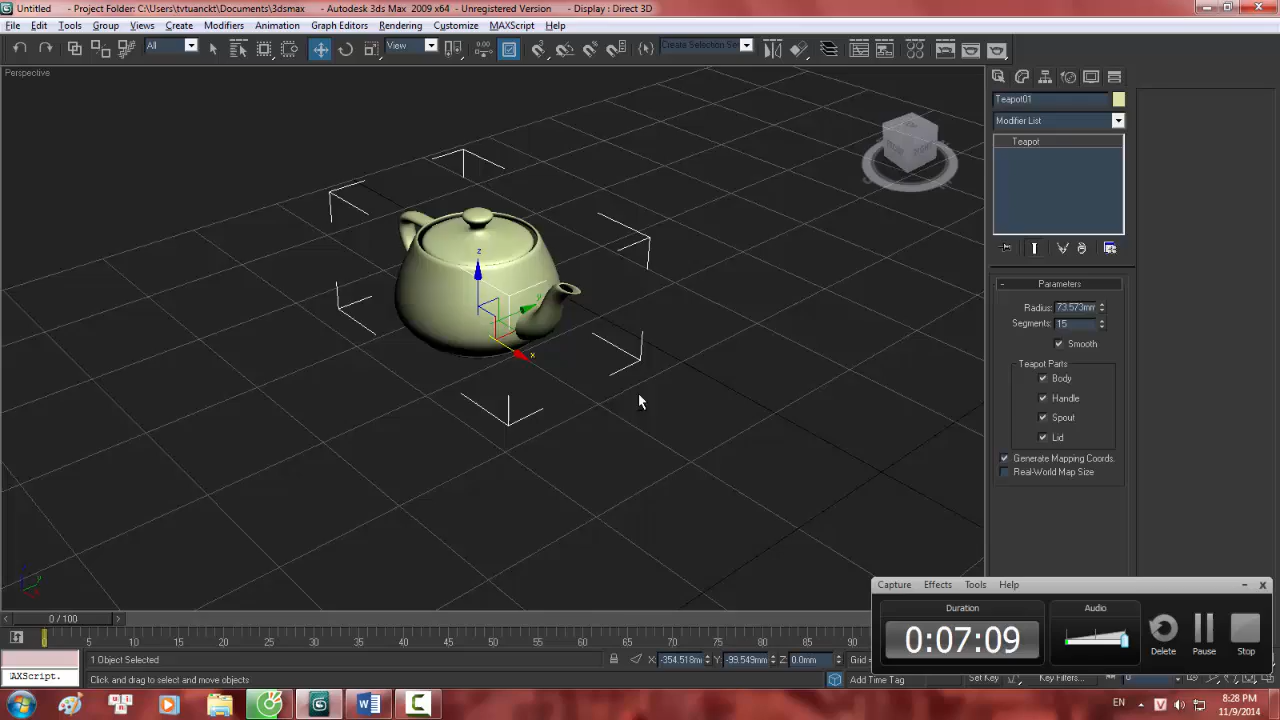 Untitled - Project Folder: C:\Users\tvtuanckt\Documents\3dsmax - Autodesk 3ds Max 2009 x64 - Unregistered Version - Display : Direct 3D
File Edit Tools Group Views Create Modifiers Animation Graph Editors Rendering Customize MAXScript Help
All View Create Selection Set
Perspective
Teapot01
Modifier List
Teapot
z
y
x
- Parameters
Radius: 73.573mm
Segments: 15
Smooth
Teapot Parts
Body
Handle
Spout
Lid
Generate Mapping Coords.
Real-World Map Size
Capture Effects Tools Help
Duration Audio
0:07:09
Delete Pause Stop
0 / 100
0 5 10 15 20 25 30 35 40 45 50 55 60 65 70 75 80 85 90
1 Object Selected X: -354.518mm Y: -99.549mm Z: 0.0mm Grid =
AXScript. Click and drag to select and move objects Add Time Tag Set Key Key Filters... 0
EN V 8:28 PM
11/9/2014